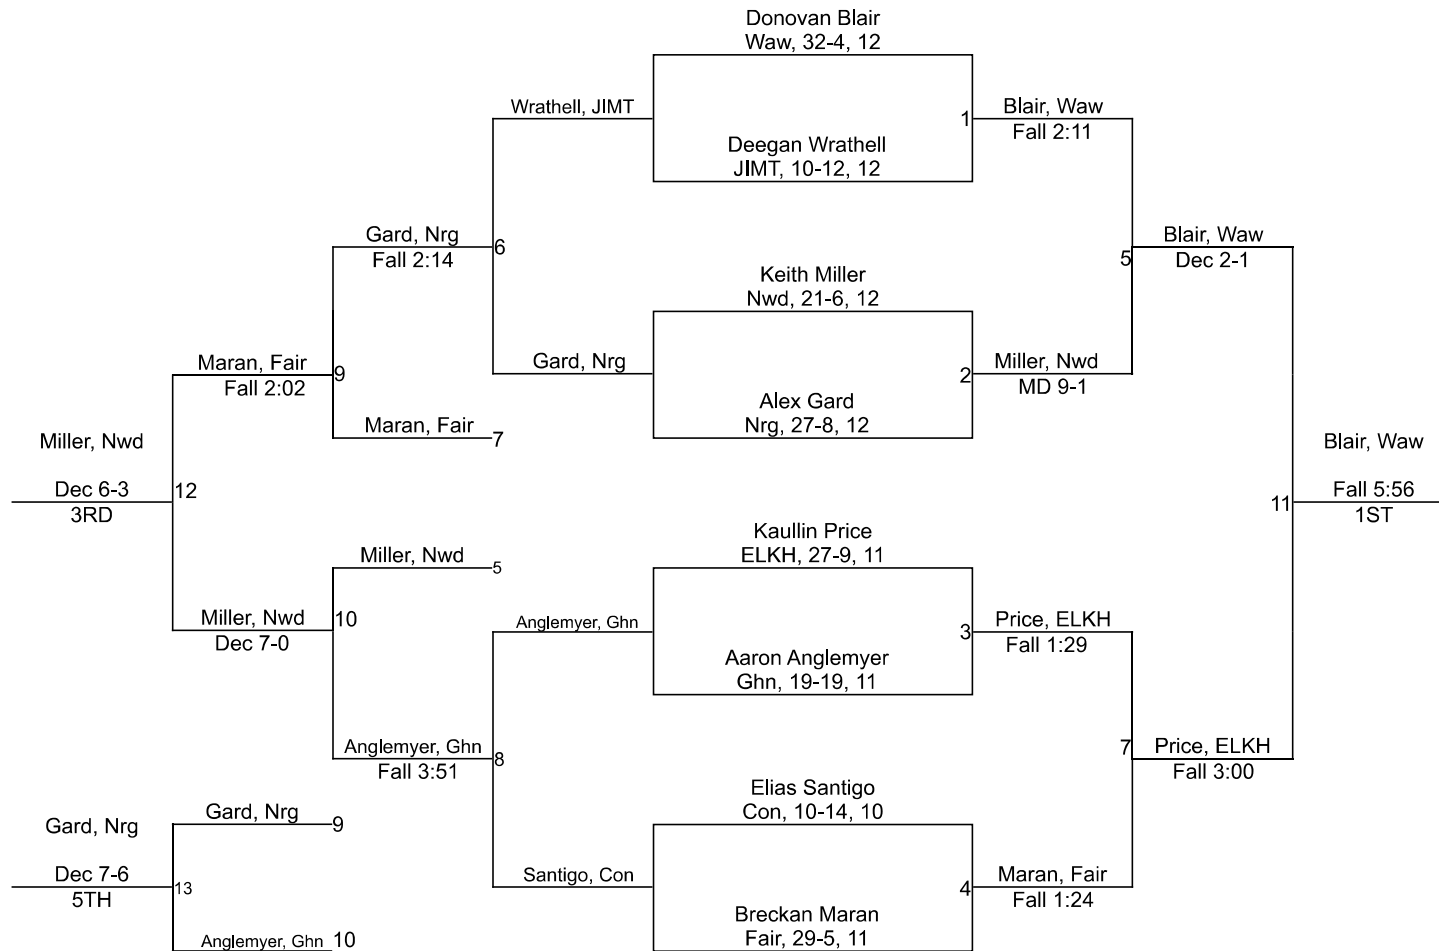 Donovan Blair
Waw, 32-4, 12
Wrathell, JIMT
1
Blair, Waw
Fall 2:11
Deegan Wrathell
JIMT, 10-12, 12
Gard, Nrg
Fall 2:14
6
Blair, Waw
Dec 2-1
5
Keith Miller
Nwd, 21-6, 12
Maran, Fair
Fall 2:02
9
Gard, Nrg
2
Miller, Nwd
MD 9-1
Alex Gard
Nrg, 27-8, 12
Maran, Fair
7
Miller, Nwd
Dec 6-3
3RD
12
Blair, Waw
Fall 5:56
1ST
11
Kaullin Price
ELKH, 27-9, 11
Miller, Nwd
5
Miller, Nwd
Dec 7-0
10
Anglemyer, Ghn
3
Price, ELKH
Fall 1:29
Aaron Anglemyer
Ghn, 19-19, 11
Anglemyer, Ghn
Fall 3:51
8
7
Price, ELKH
Fall 3:00
Elias Santigo
Con, 10-14, 10
Gard, Nrg
Gard, Nrg
9
Dec 7-6
5TH
13
Santigo, Con
4
Maran, Fair
Fall 1:24
Breckan Maran
Fair, 29-5, 11
Anglemyer, Ghn
10